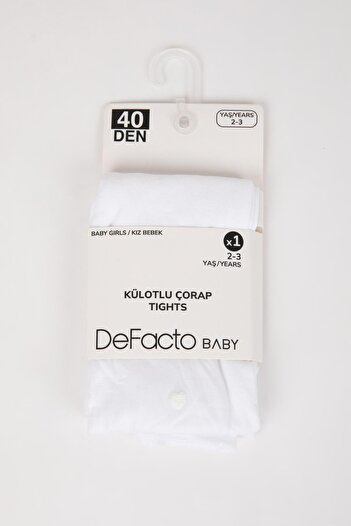 40
DEN
YAŞ/YEARS
2-3
BABY GIRLS / KIZ BEBEK
x1
2-3
YAŞ/YEARS
KÜLOTLU ÇORAP
TIGHTS
DeFacto BABY